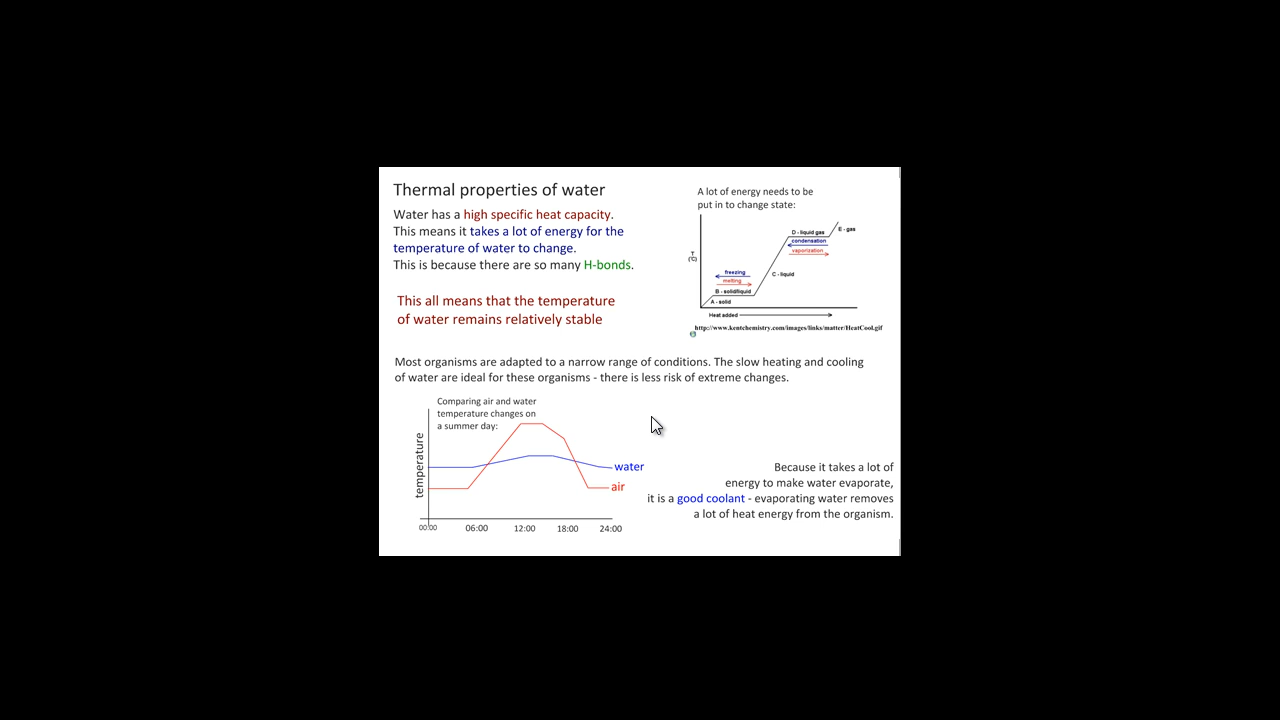 Thermal properties of water
Water has a high specific heat capacity.
This means it takes a lot of energy for the
temperature of water to change.
This is because there are so many H-bonds.
This all means that the temperature
of water remains relatively stable
A lot of energy needs to be
put in to change state:
E - gas
D - liquid gas
condensation
vaporization
C - liquid
freezing
melting
B - solid/liquid
A - solid
Heat added
http://www.kentchemistry.com/images/links/matter/HeatCool.gif
Most organisms are adapted to a narrow range of conditions. The slow heating and cooling
of water are ideal for these organisms - there is less risk of extreme changes.
Comparing air and water
temperature changes on
a summer day:
temperature
water
air
00:00 06:00 12:00 18:00 24:00
Because it takes a lot of
energy to make water evaporate,
it is a good coolant - evaporating water removes
a lot of heat energy from the organism.